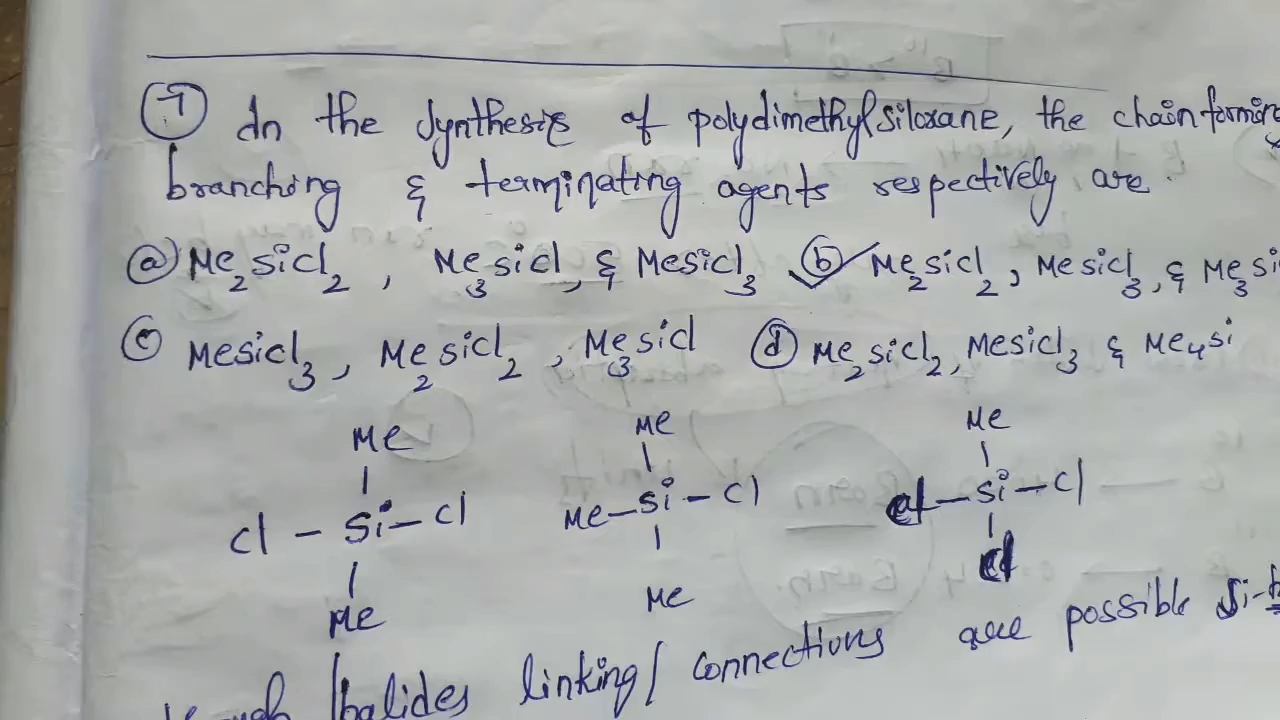 7 In the synthesis of polydimethylsiloxane, the chain forming
branching & terminating agents respectively are.
(a) Me2SiCl2, Me3SiCl, & MeSiCl3 (b) Me2SiCl2, MeSiCl3, & Me3Si
(c) MeSiCl3, Me2SiCl2, Me3SiCl (d) Me2SiCl2, MeSiCl3 & Me4Si
Me Me Me
Cl - Si - Cl Me - Si - Cl Cl - Si - Cl
Me Me Cl
halides linking/connections are possible